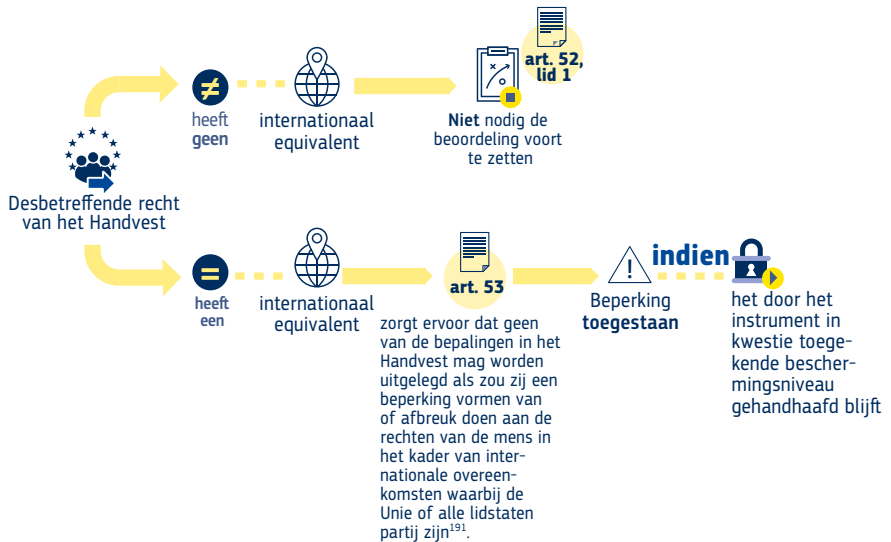 Desbetreffende recht
van het Handvest
≠
heeft
geen
internationaal
equivalent
art. 52,
lid 1
Niet nodig de
beoordeling voort
te zetten
=
heeft
een
internationaal
equivalent
art. 53
zorgt ervoor dat geen
van de bepalingen in het
Handvest mag worden
uitgelegd als zou zij een
beperking vormen van
of afbreuk doen aan de
rechten van de mens in
het kader van inter-
nationale overeen-
komsten waarbij de
Unie of alle lidstaten
partij zijn¹⁹¹.
!
Beperking
toegestaan
indien
het door het
instrument in
kwestie toege-
kende bescher-
mingsniveau
gehandhaafd blijft